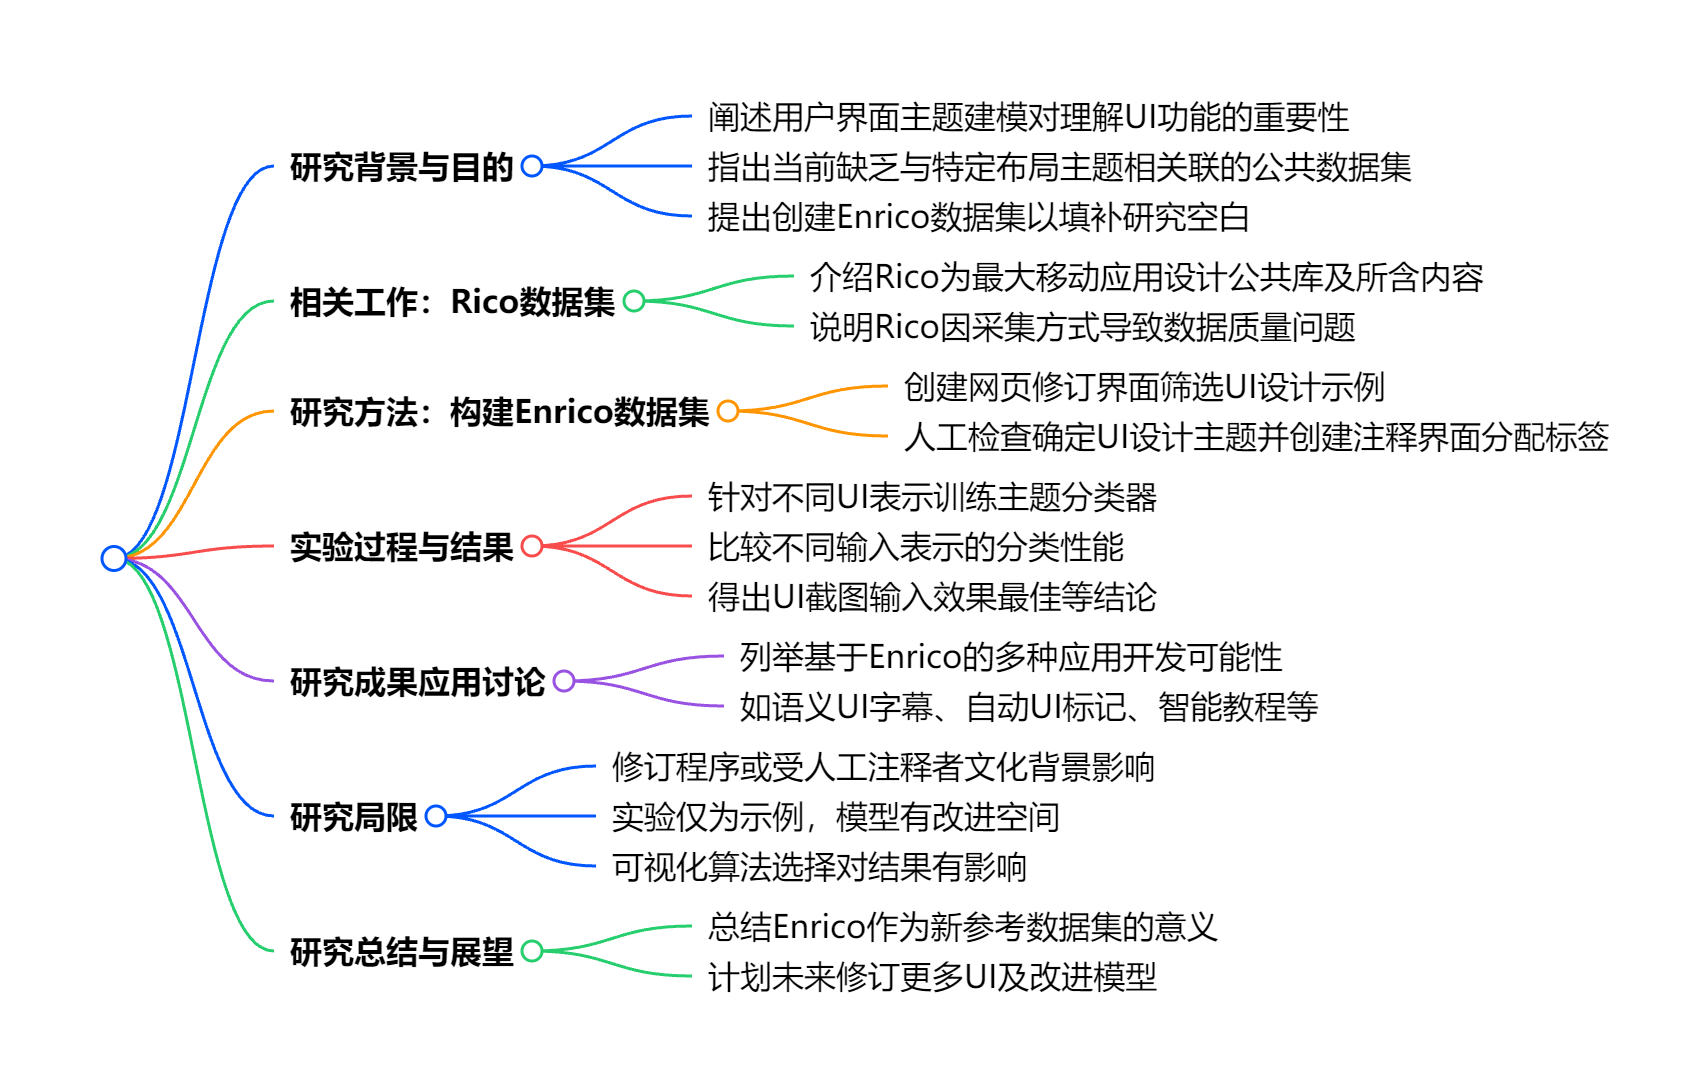 研究背景与目的
阐述用户界面主题建模对理解UI功能的重要性
指出当前缺乏与特定布局主题相关联的公共数据集
提出创建Enrico数据集以填补研究空白
相关工作：Rico数据集
介绍Rico为最大移动应用设计公共库及所含内容
说明Rico因采集方式导致数据质量问题
研究方法：构建Enrico数据集
创建网页修订界面筛选UI设计示例
人工检查确定UI设计主题并创建注释界面分配标签
实验过程与结果
针对不同UI表示训练主题分类器
比较不同输入表示的分类性能
得出UI截图输入效果最佳等结论
研究成果应用讨论
列举基于Enrico的多种应用开发可能性
如语义UI字幕、自动UI标记、智能教程等
研究局限
修订程序或受人工注释者文化背景影响
实验仅为示例，模型有改进空间
可视化算法选择对结果有影响
研究总结与展望
总结Enrico作为新参考数据集的意义
计划未来修订更多UI及改进模型